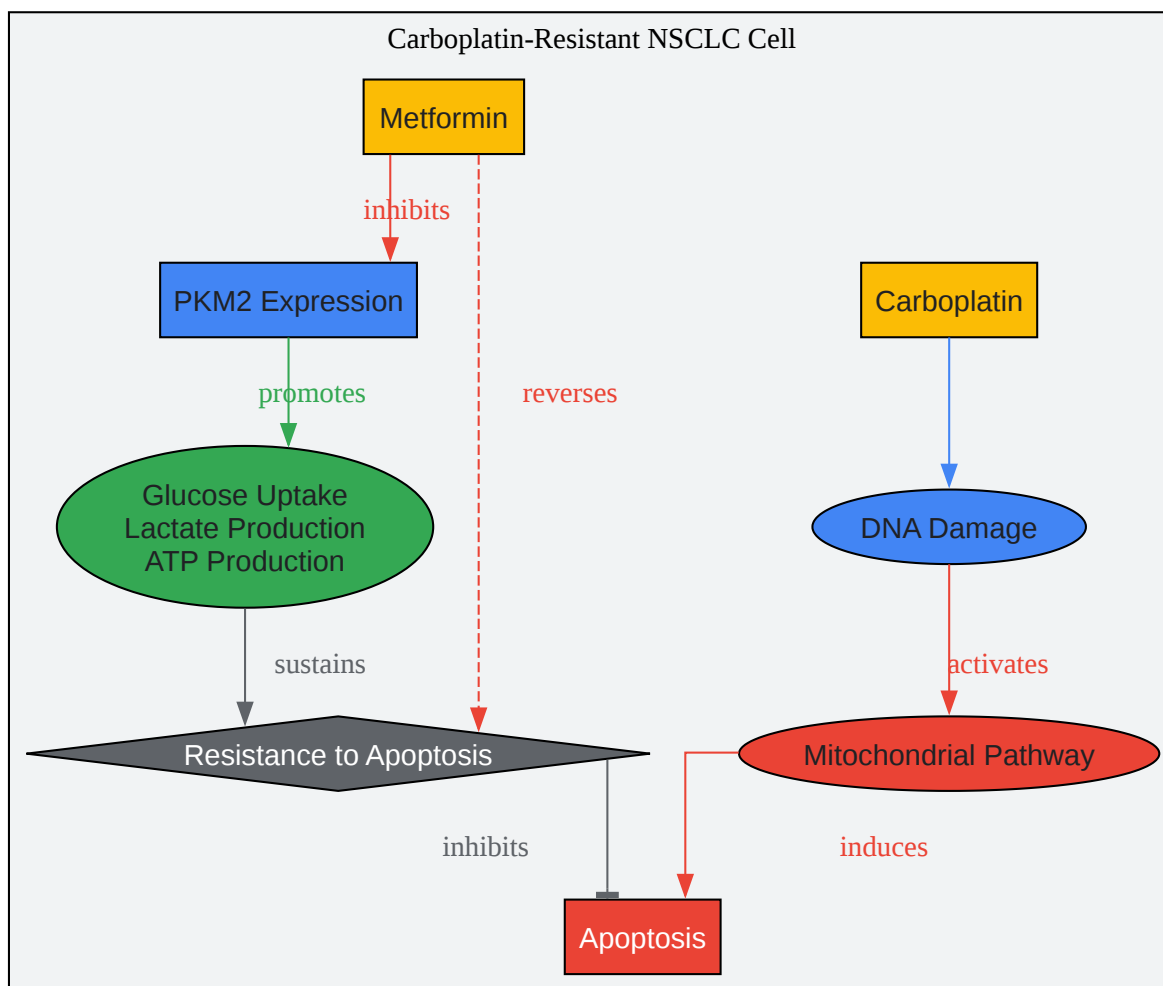 Carboplatin-Resistant NSCLC Cell
Metformin
inhibits
PKM2 Expression
Carboplatin
promotes
reverses
Glucose Uptake
Lactate Production
ATP Production
DNA Damage
sustains
activates
Resistance to Apoptosis
Mitochondrial Pathway
inhibits
induces
Apoptosis